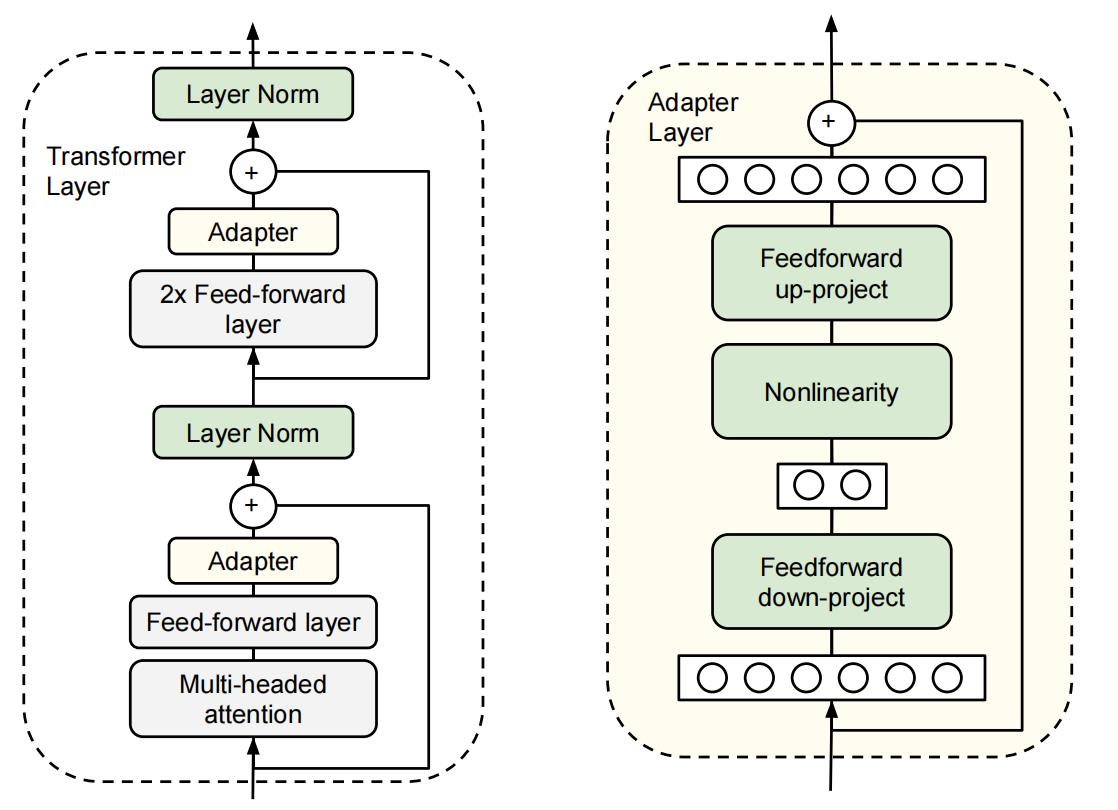 Layer Norm
Transformer
Layer
+
Adapter
2x Feed-forward
layer
Layer Norm
+
Adapter
Feed-forward layer
Multi-headed
attention
Adapter
Layer
+
Feedforward
up-project
Nonlinearity
Feedforward
down-project